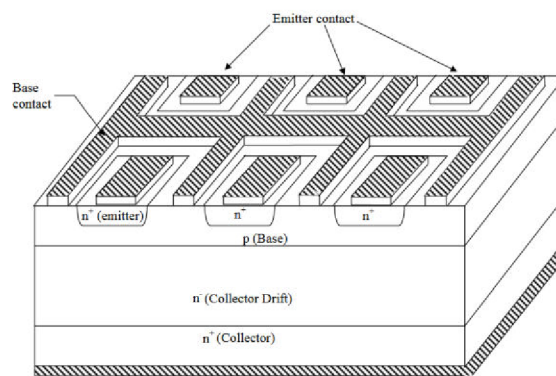 Emitter contact
Base
contact
n+ (emitter)
n+
n+
p (Base)
n- (Collector Drift)
n+ (Collector)